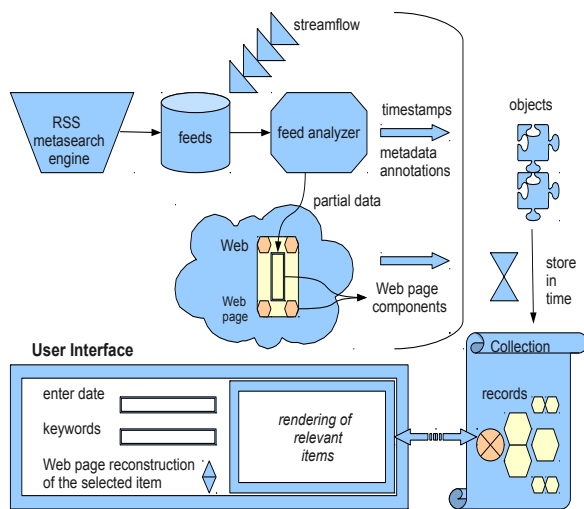 streamflow
RSS
metasearch
engine
feeds
feed analyzer
timestamps
metadata
annotations
objects
partial data
Web
Web
page
Web page
components
store
in
time
User Interface
enter date
keywords
Web page reconstruction
of the selected item
rendering of
relevant
items
Collection
records